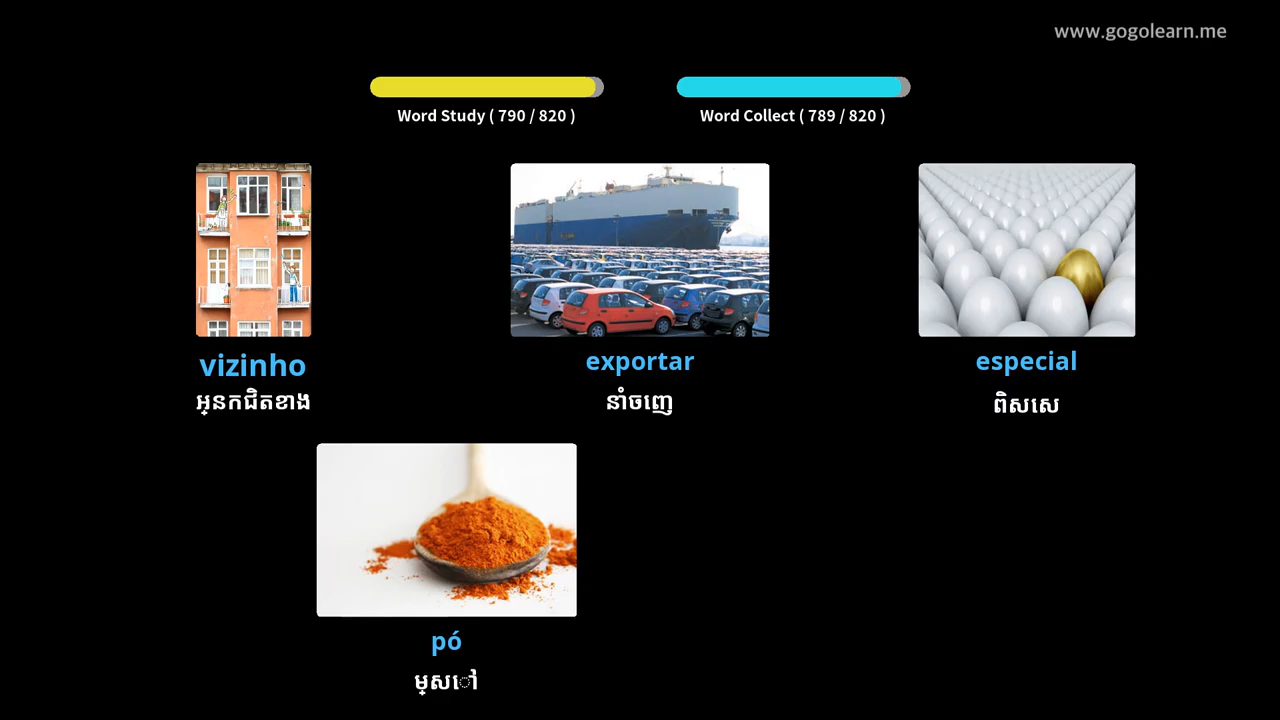 www.gogolearn.me
Word Study ( 790 / 820 )
Word Collect ( 789 / 820 )
vizinho
exportar
especial
អ្នកជិតខាង
នាំចេញ
ពិសេស
pó
ម្សៅ